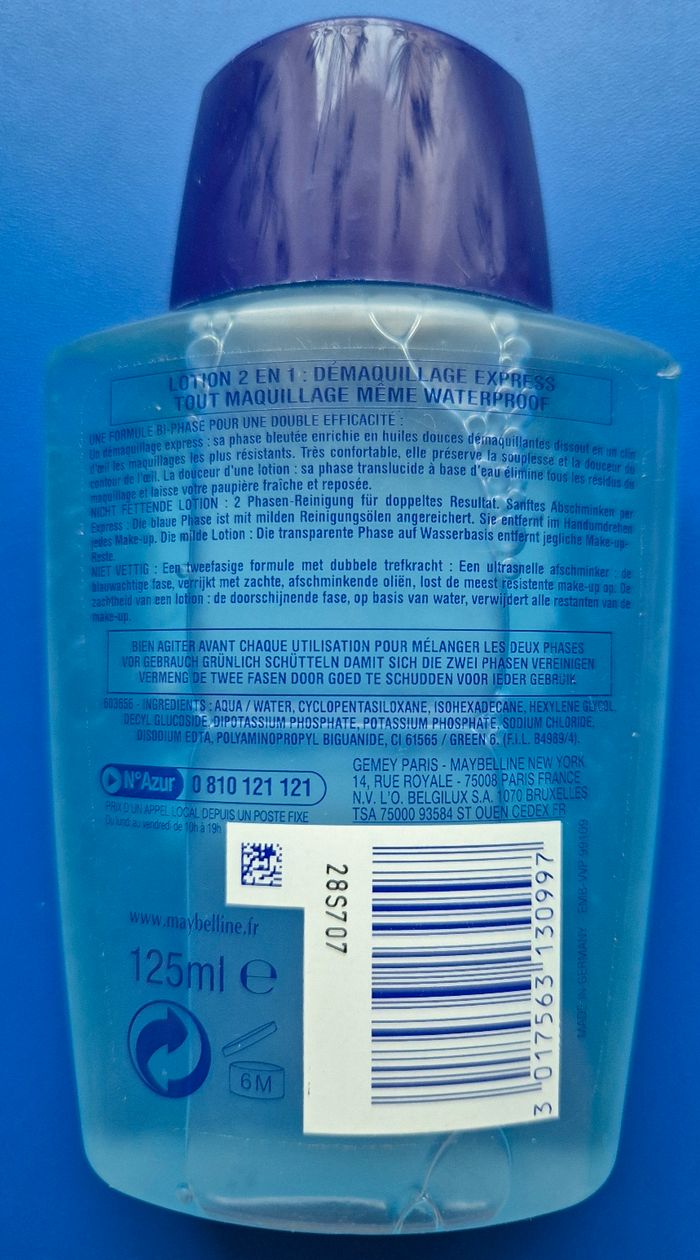 LOTION 2 EN 1 : DÉMAQUILLAGE EXPRESS
TOUT MAQUILLAGE MÊME WATERPROOF
UNE FORMULE BI-PHASE POUR UNE DOUBLE EFFICACITÉ :
Un démaquillage express : sa phase bleutée enrichie en huiles douces démaquillantes dissout en un clin
d'œil les maquillages les plus résistants. Très confortable, elle préserve la souplesse et la douceur du
contour de l'œil. La douceur d'une lotion : sa phase translucide à base d'eau élimine tous les résidus du
maquillage et laisse votre paupière fraîche et reposée.
NICHT FETTENDE LOTION : 2 Phasen-Reinigung für doppeltes Resultat. Sanftes Abschminken per
Express : Die blaue Phase ist mit milden Reinigungsölen angereichert. Sie entfernt im Handumdrehen
jedes Make-up. Die milde Lotion : Die transparente Phase auf Wasserbasis entfernt jegliche Make-up-
Reste.
NIET VETTIG : Een tweefasige formule met dubbele trefkracht : Een ultrasnelle afschminker : de
blauwachtige fase, verrijkt met zachte, afschminkende oliën, lost de meest resistente make-up op. De
zachtheid van een lotion : de doorschijnende fase, op basis van water, verwijdert alle restanten van de
make-up.
BIEN AGITER AVANT CHAQUE UTILISATION POUR MÉLANGER LES DEUX PHASES
VOR GEBRAUCH GRÜNLICH SCHÜTTELN DAMIT SICH DIE ZWEI PHASEN VEREINIGEN
VERMENG DE TWEE FASEN DOOR GOED TE SCHUDDEN VOOR IEDER GEBRUIK
603656 - INGREDIENTS : AQUA / WATER, CYCLOPENTASILOXANE, ISOHEXADECANE, HEXYLENE GLYCOL,
DECYL GLUCOSIDE, DIPOTASSIUM PHOSPHATE, POTASSIUM PHOSPHATE, SODIUM CHLORIDE,
DISODIUM EDTA, POLYAMINOPROPYL BIGUANIDE, CI 61565 / GREEN 6. (F.I.L. B4989/4).
N°Azur 0 810 121 121
PRIX D'UN APPEL LOCAL DEPUIS UN POSTE FIXE
Du lundi au vendredi de 10h à 19h
GEMEY PARIS - MAYBELLINE NEW YORK
14, RUE ROYALE - 75008 PARIS FRANCE
N.V. L'O. BELGILUX S.A. 1070 BRUXELLES
TSA 75000 93584 ST OUEN CEDEX FR
28S707
3 017563 130997
MADE IN GERMANY EMB-VVP 99109
www.maybelline.fr
125ml e
6M